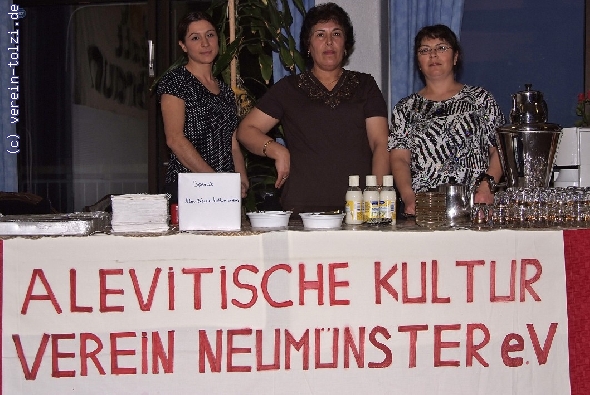 (c) verein-tolzi.de
ALEVITISCHE KULTUR
VEREIN NEUMÜNSTER e.V